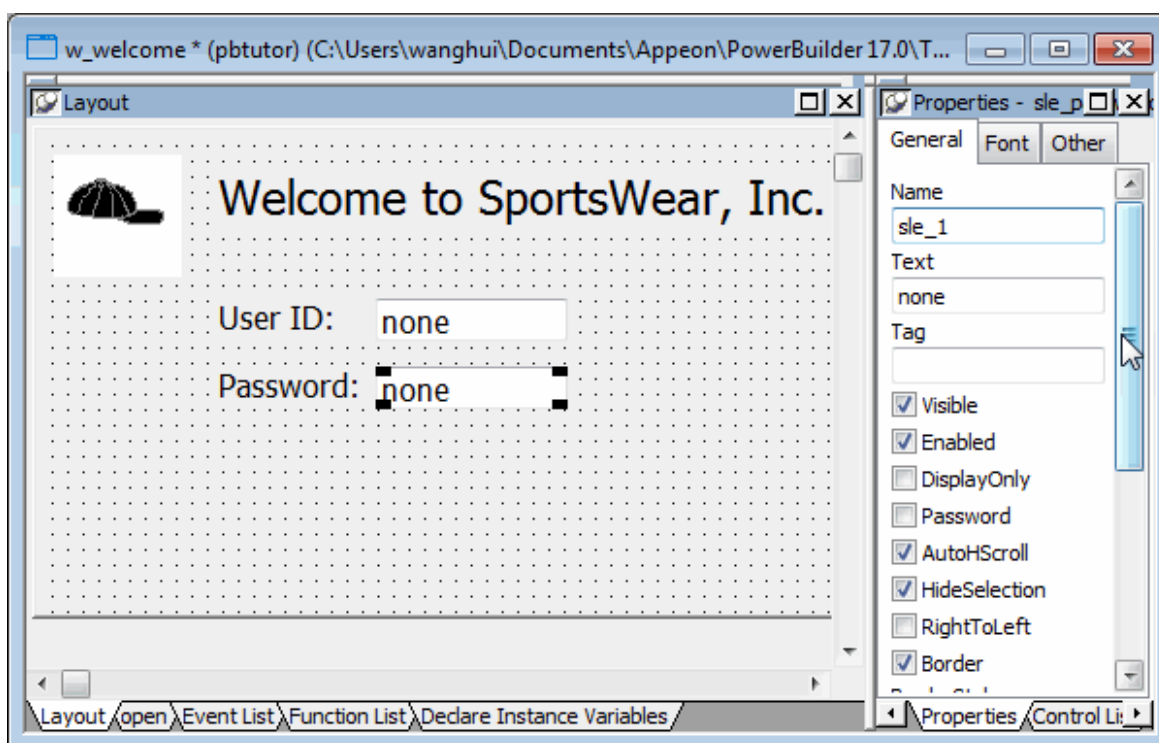 w_welcome * (pbtutor) (C:\Users\wanghui\Documents\Appeon\PowerBuilder 17.0\T...
Layout
Welcome to SportsWear, Inc.
User ID:
none
Password:
none
Layout
open
Event List
Function List
Declare Instance Variables
Properties - sle_p
General
Font
Other
Name
sle_1
Text
none
Tag
Visible
Enabled
DisplayOnly
Password
AutoHScroll
HideSelection
RightToLeft
Border
Properties
Control Li